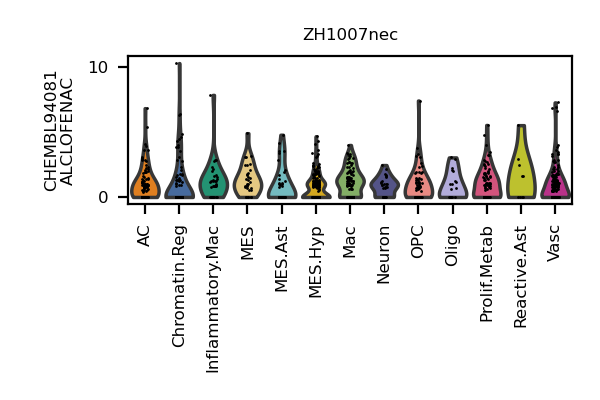 ZH1007nec
CHEMBL94081
ALCLOFENAC
10
0
AC
Chromatin.Reg
Inflammatory.Mac
MES
MES.Ast
MES.Hyp
Mac
Neuron
OPC
Oligo
Prolif.Metab
Reactive.Ast
Vasc